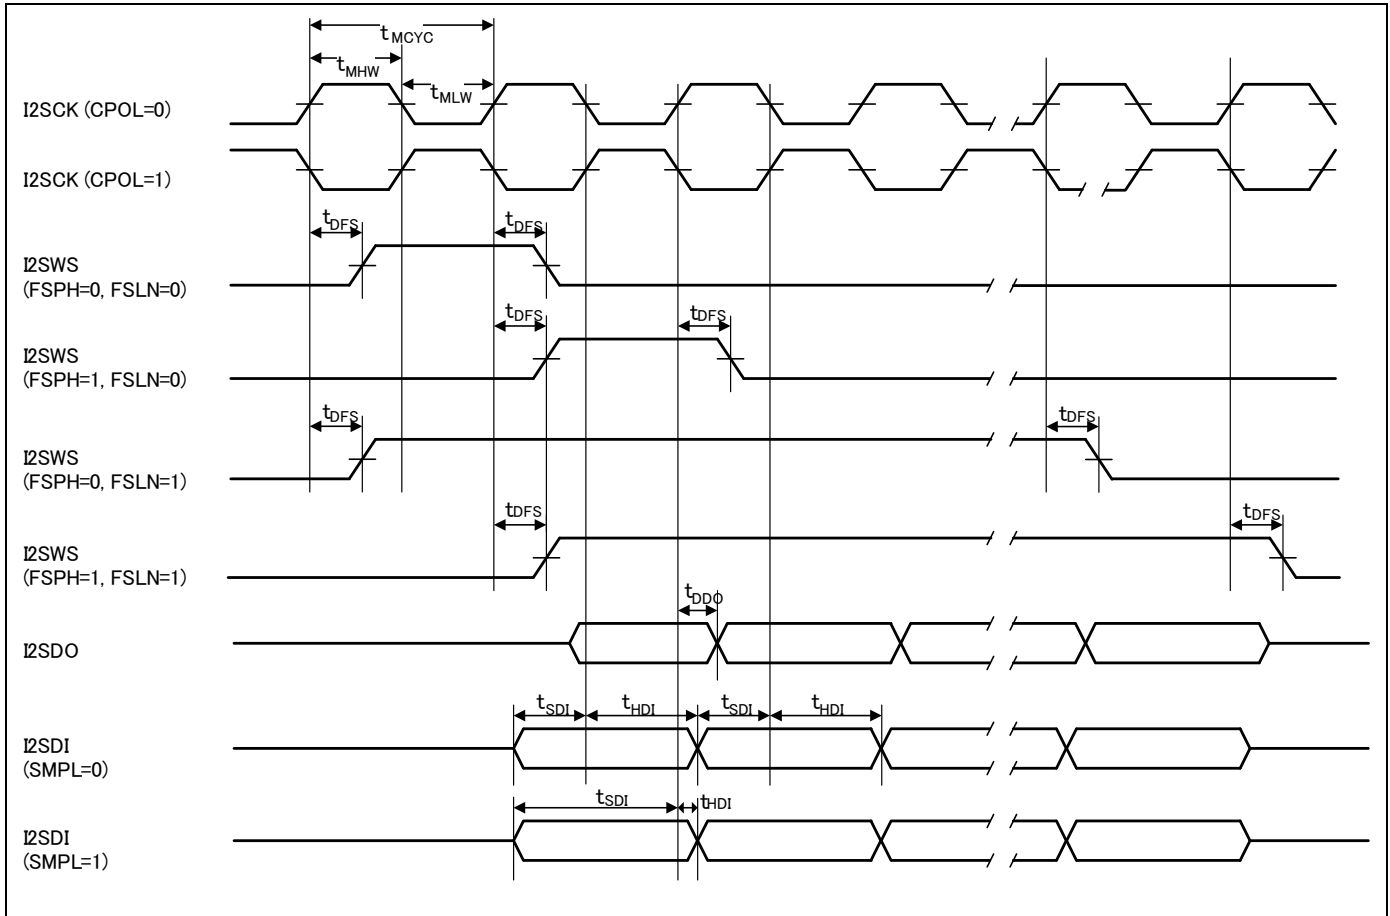 tMCYC
tMHW
tMLW
I2SCK (CPOL=0)
I2SCK (CPOL=1)
tDFS tDFS
I2SWS
(FSPH=0, FSLN=0)
tDFS tDFS
I2SWS
(FSPH=1, FSLN=0)
tDFS tDFS
I2SWS
(FSPH=0, FSLN=1)
tDFS tDFS
I2SWS
(FSPH=1, FSLN=1)
tDDO
I2SDO
tSDI tHDI tSDI tHDI
I2SDI
(SMPL=0)
tSDI tHDI
I2SDI
(SMPL=1)